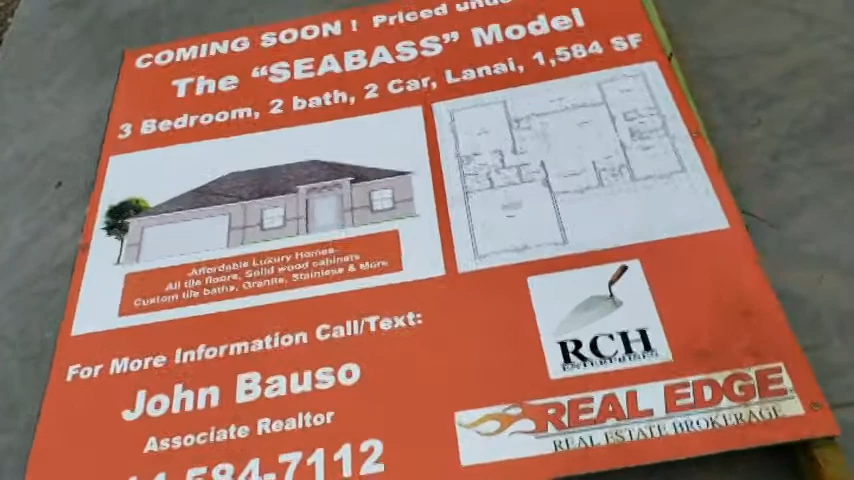 COMING SOON! Priced under
The "SEABASS" Model
3 Bedroom, 2 bath, 2 Car, Lanai, 1,584 SF
Affordable Luxury Homes
All tile floors, Solid wood cabinets
Custom tile baths, Granite, Stainless & More
For More Information Call/Text:
John Bauso
Associate Realtor
584-7112
RCH
ENTERPRISES
REAL EDGE
REAL ESTATE BROKERAGE